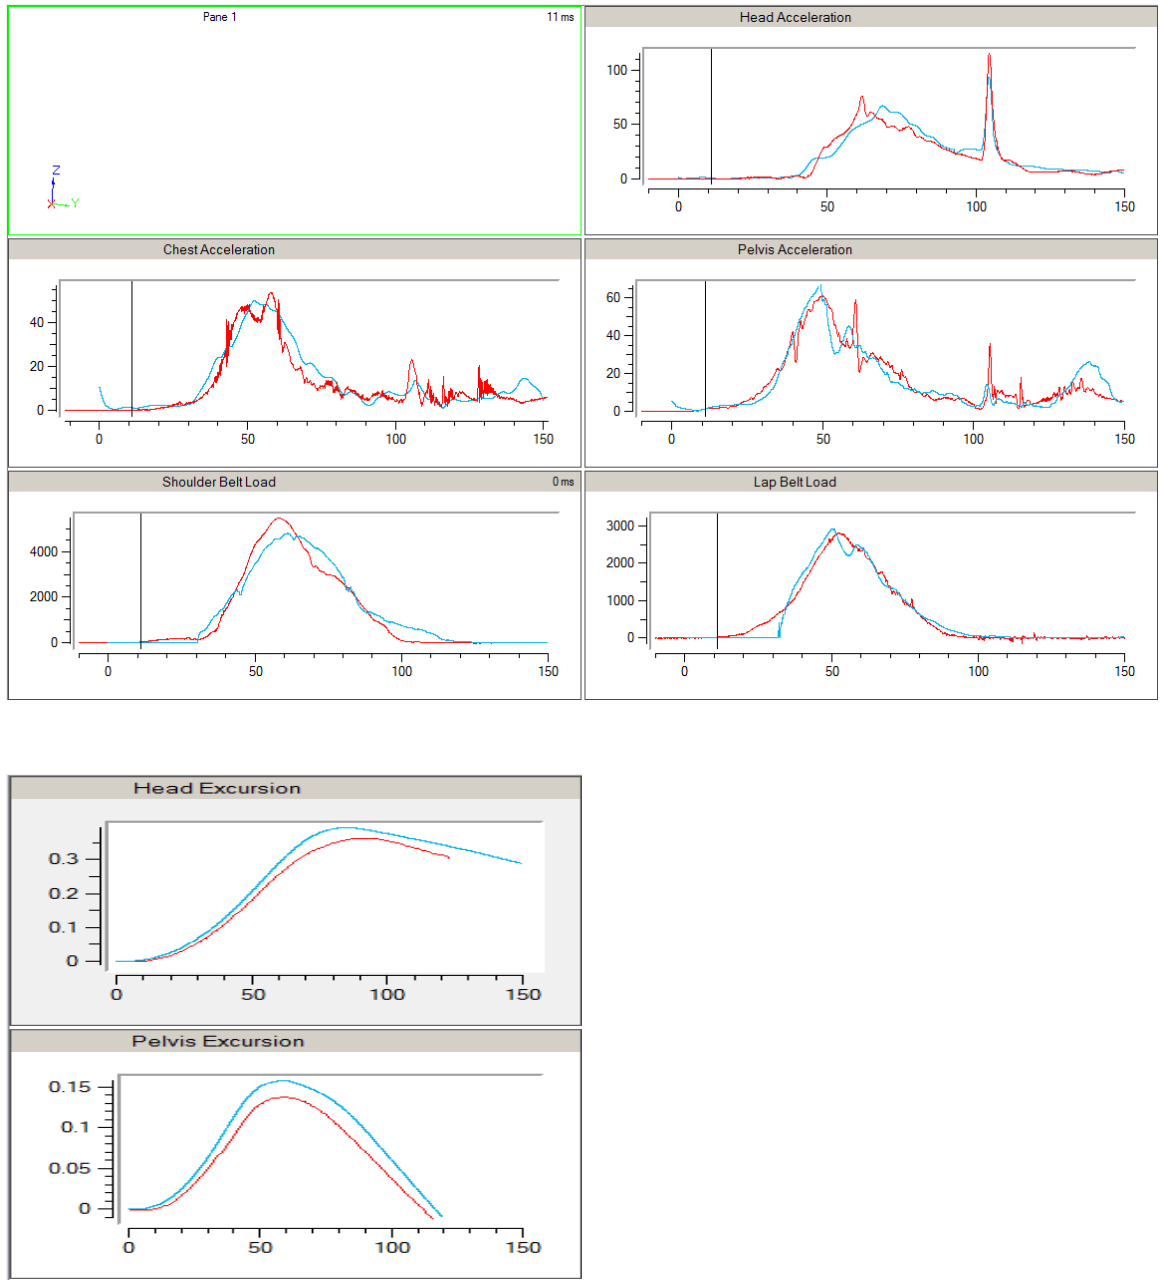 Pane 1 11 ms
Z
Y
X
Head Acceleration
100
50
0
0 50 100 150
Chest Acceleration
40
20
0
0 50 100 150
Pelvis Acceleration
60
40
20
0
0 50 100 150
Shoulder Belt Load 0 ms
4000
2000
0
0 50 100 150
Lap Belt Load
3000
2000
1000
0
0 50 100 150
Head Excursion
0.3
0.2
0.1
0
0 50 100 150
Pelvis Excursion
0.15
0.1
0.05
0
0 50 100 150